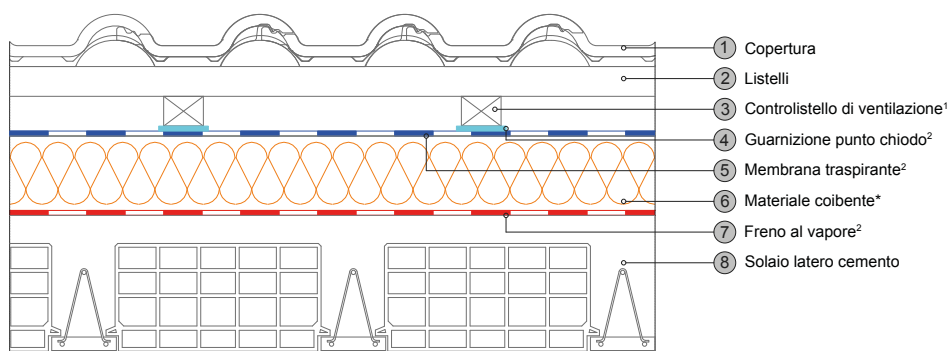 1 Copertura
2 Listelli
3 Controlistello di ventilazione¹
4 Guarnizione punto chiodo²
5 Membrana traspirante²
6 Materiale coibente*
7 Freno al vapore²
8 Solaio latero cemento